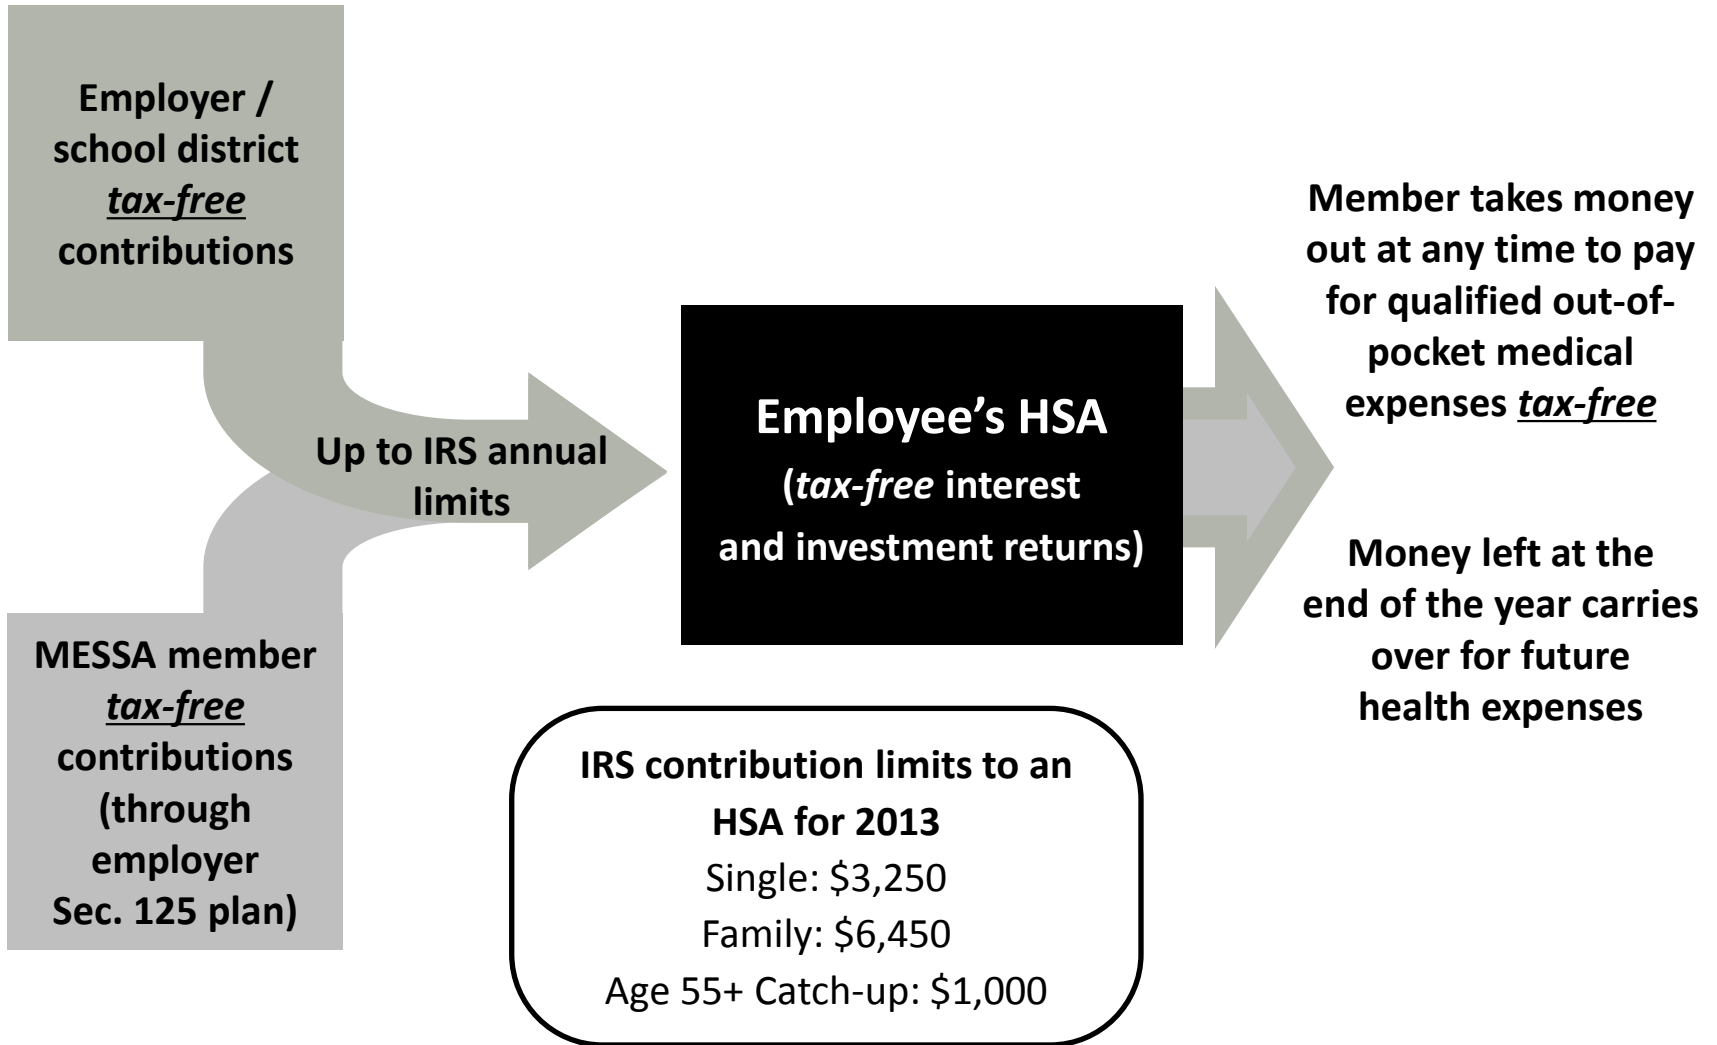 Employer /
school district
tax-free
contributions
Up to IRS annual
limits
MESSA member
tax-free
contributions
(through
employer
Sec. 125 plan)
Employee’s HSA
(tax-free interest
and investment returns)
Member takes money
out at any time to pay
for qualified out-of-
pocket medical
expenses tax-free
Money left at the
end of the year carries
over for future
health expenses
IRS contribution limits to an
HSA for 2013
Single: $3,250
Family: $6,450
Age 55+ Catch-up: $1,000